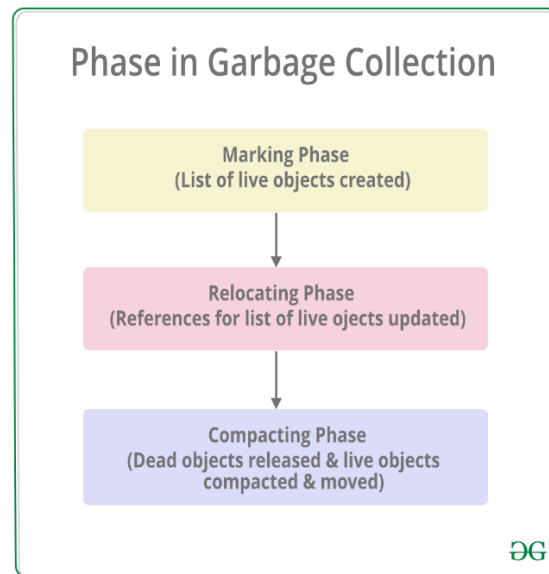 Phase in Garbage Collection
Marking Phase
(List of live objects created)
Relocating Phase
(References for list of live ojects updated)
Compacting Phase
(Dead objects released & live objects
compacted & moved)